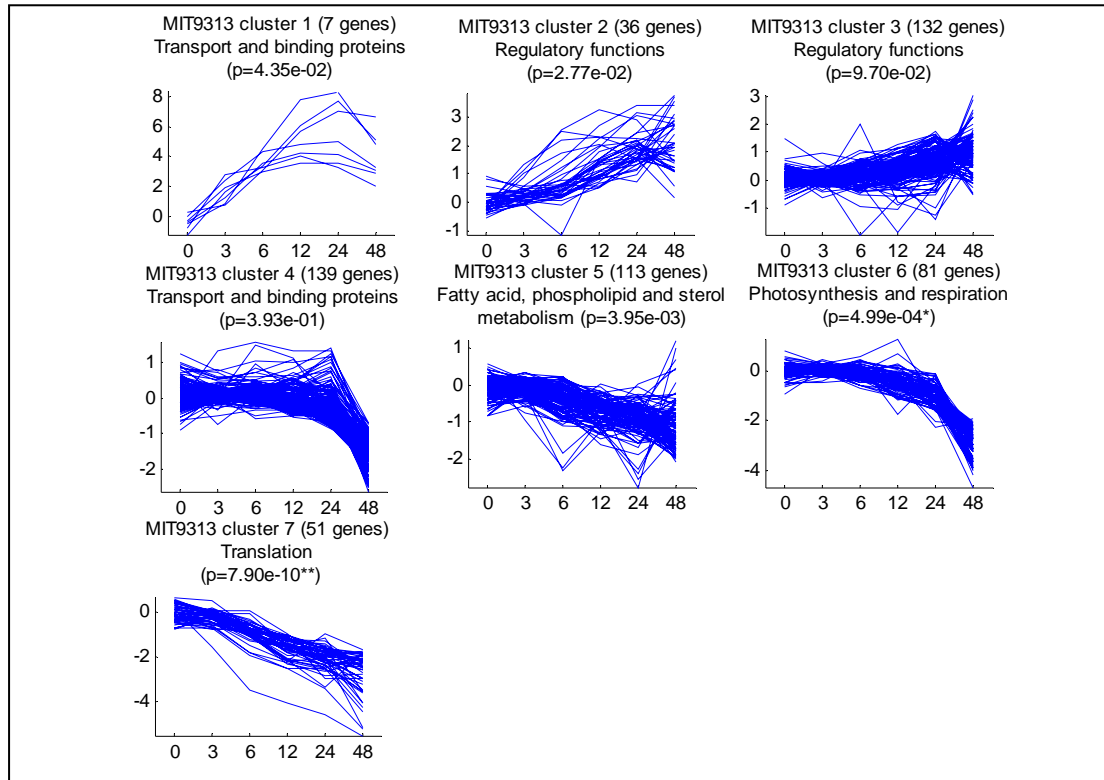 MIT9313 cluster 1 (7 genes)
Transport and binding proteins
(p=4.35e-02)
8
6
4
2
0
0 3 6 12 24 48
MIT9313 cluster 2 (36 genes)
Regulatory functions
(p=2.77e-02)
3
2
1
0
-1
0 3 6 12 24 48
MIT9313 cluster 3 (132 genes)
Regulatory functions
(p=9.70e-02)
3
2
1
0
-1
0 3 6 12 24 48
MIT9313 cluster 4 (139 genes)
Transport and binding proteins
(p=3.93e-01)
1
0
-1
-2
0 3 6 12 24 48
MIT9313 cluster 5 (113 genes)
Fatty acid, phospholipid and sterol
metabolism (p=3.95e-03)
1
0
-1
-2
0 3 6 12 24 48
MIT9313 cluster 6 (81 genes)
Photosynthesis and respiration
(p=4.99e-04*)
0
-2
-4
0 3 6 12 24 48
MIT9313 cluster 7 (51 genes)
Translation
(p=7.90e-10**)
0
-2
-4
0 3 6 12 24 48